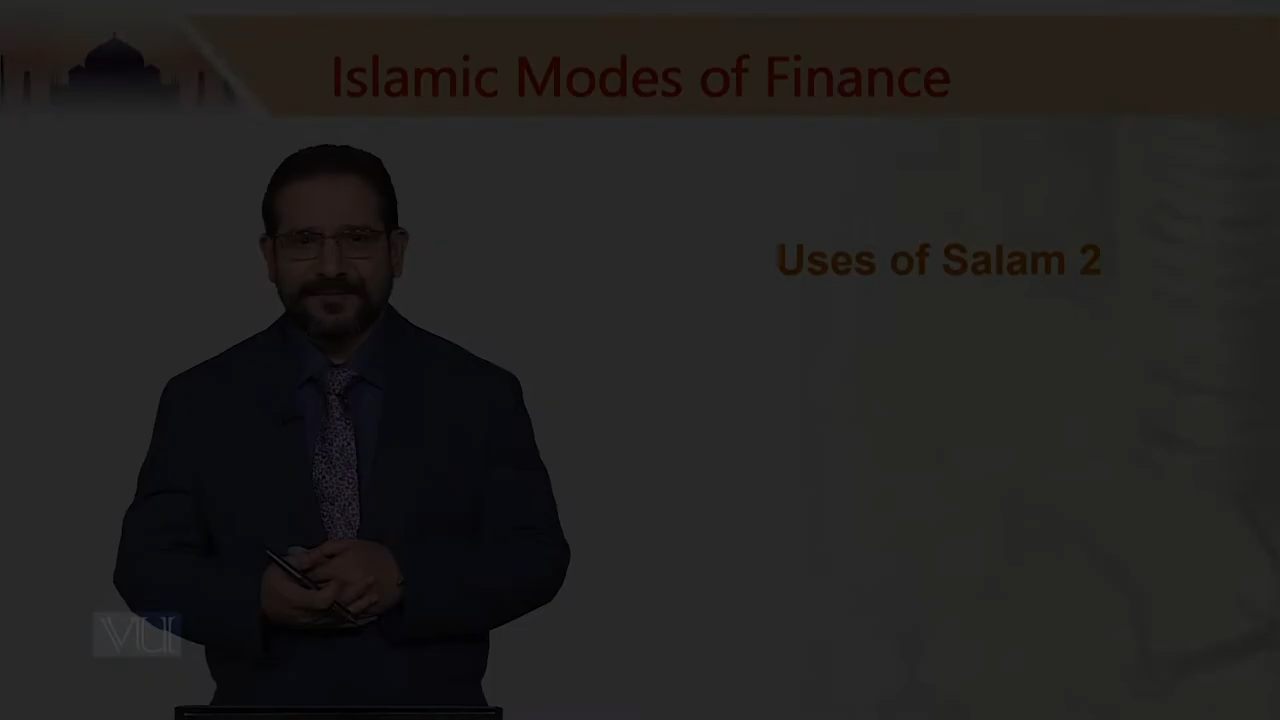 Islamic Modes of Finance
Uses of Salam 2
VU